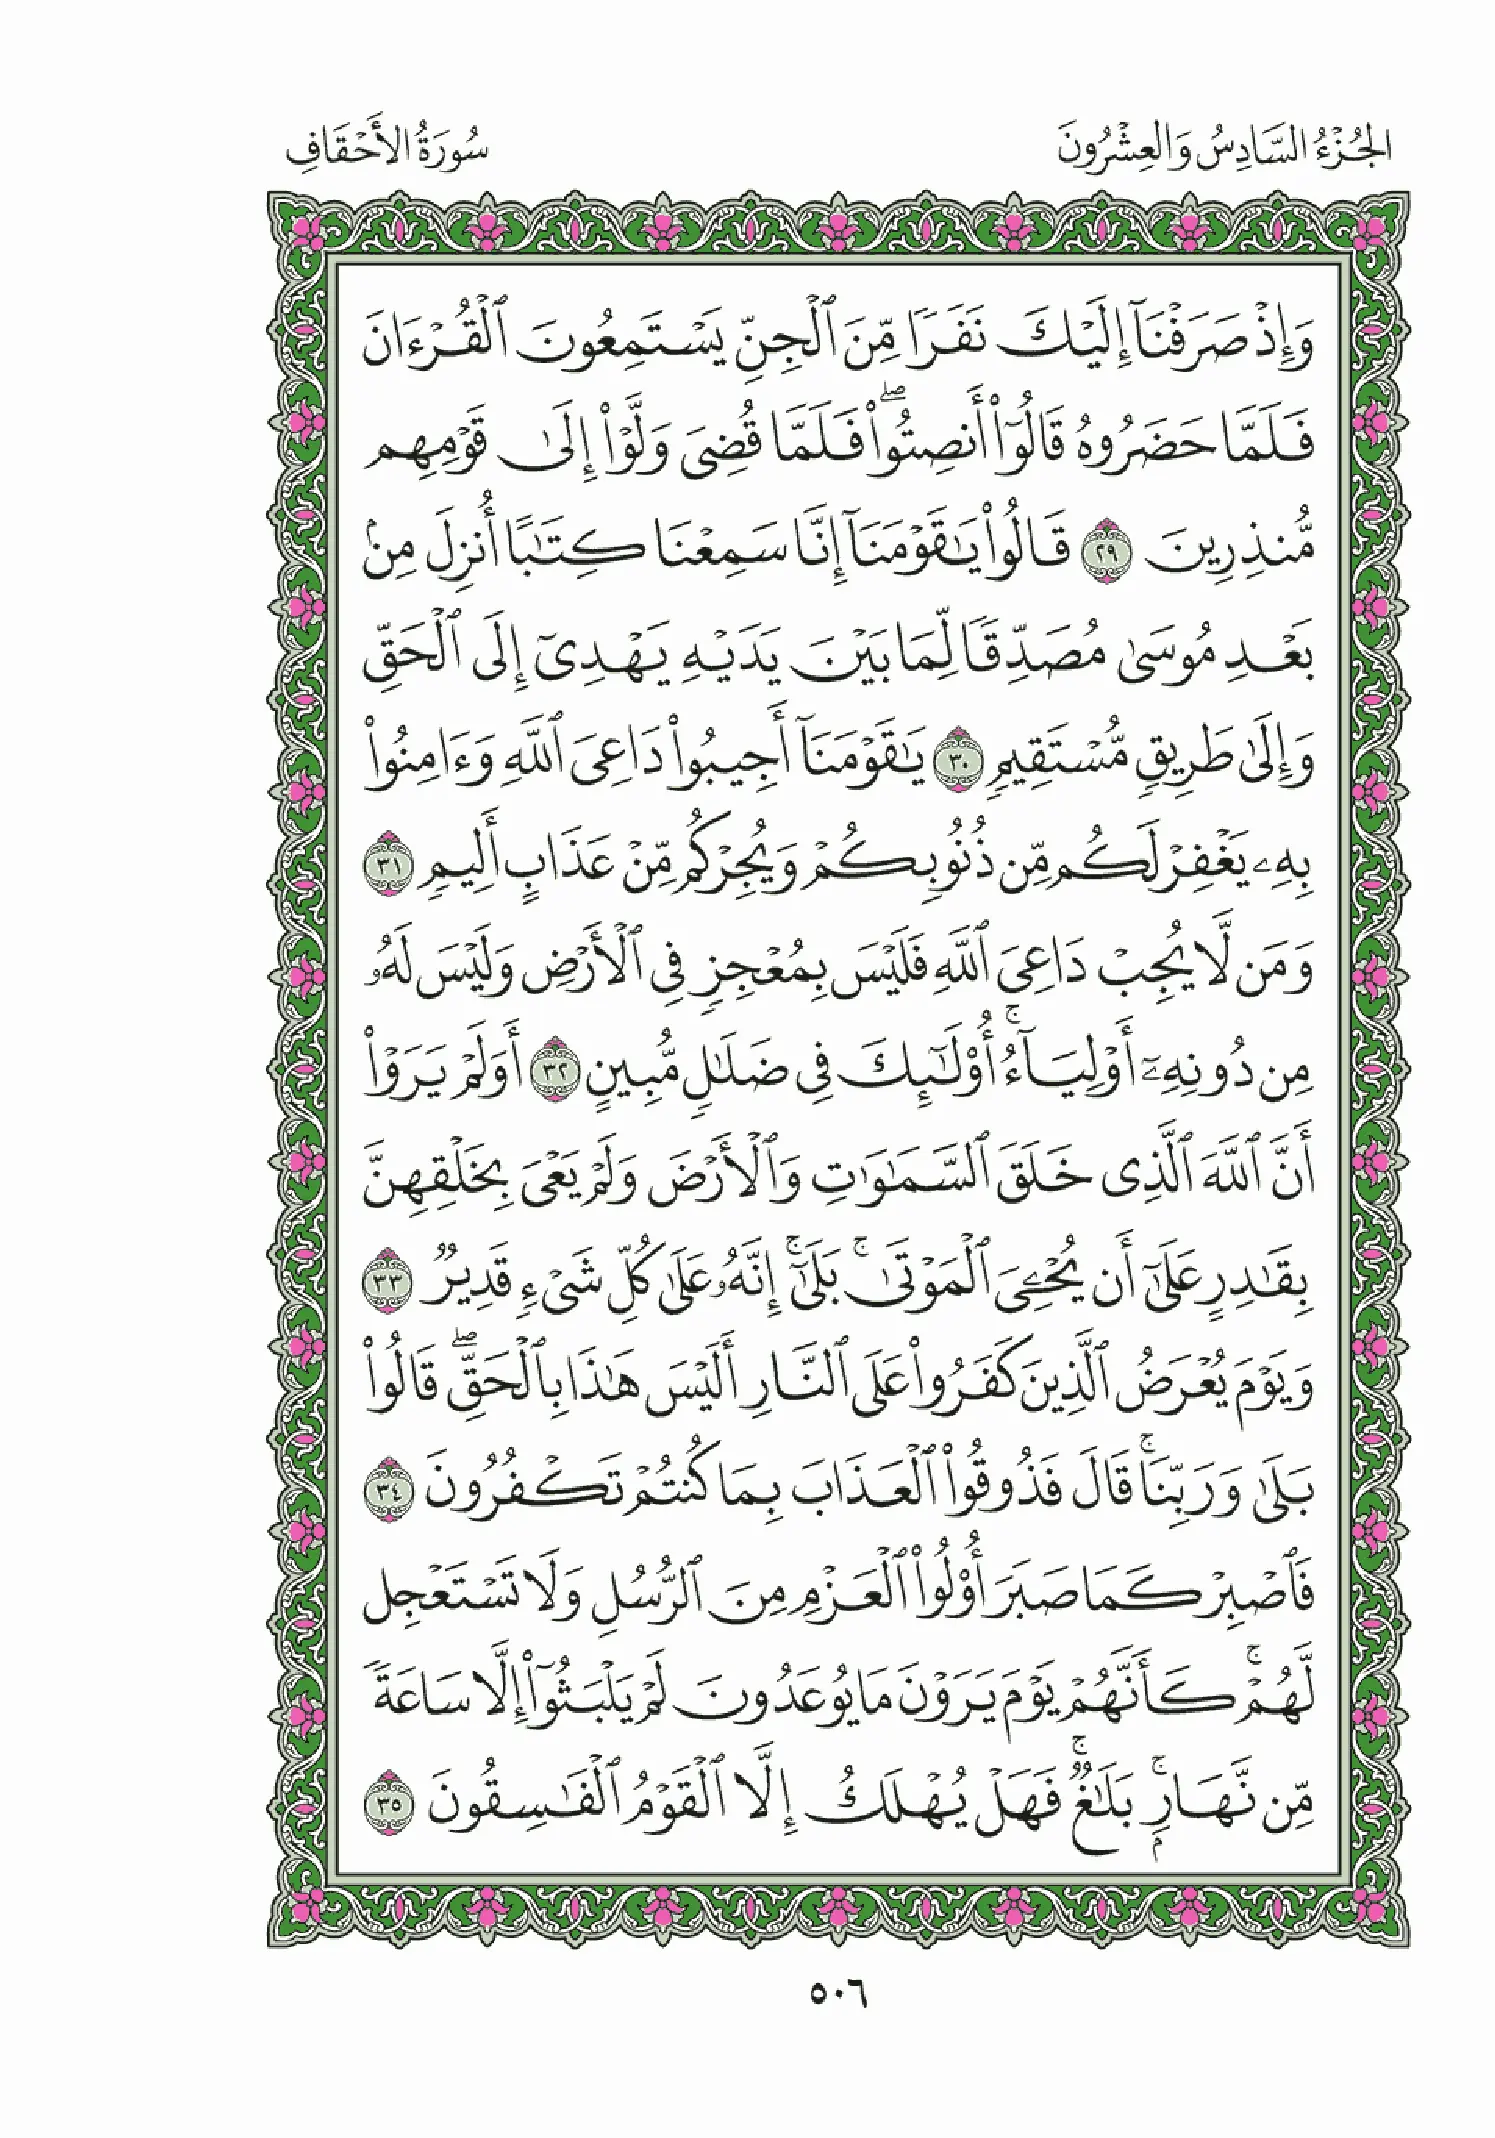 الجُزْءُ السَّادِسُ وَالعِشْرُونَ
سُورَةُ الأَحْقَافِ
وَإِذْ صَرَفْنَآ إِلَيْكَ نَفَرًا مِّنَ ٱلْجِنِّ يَسْتَمِعُونَ ٱلْقُرْءَانَ
فَلَمَّا حَضَرُوهُ قَالُوٓا۟ أَنصِتُوا۟ ۖ فَلَمَّا قُضِىَ وَلَّوْا۟ إِلَىٰ قَوْمِهِم
مُّنذِرِينَ ٢٩ قَالُوا۟ يَٰقَوْمَنَآ إِنَّا سَمِعْنَا كِتَٰبًا أُنزِلَ مِنۢ
بَعْدِ مُوسَىٰ مُصَدِّقًا لِّمَا بَيْنَ يَدَيْهِ يَهْدِىٓ إِلَى ٱلْحَقِّ
وَإِلَىٰ طَرِيقٍ مُّسْتَقِيمٍ ٣٠ يَٰقَوْمَنَآ أَجِيبُوا۟ دَاعِىَ ٱللَّهِ وَءَامِنُوا۟
بِهِۦ يَغْفِرْ لَكُم مِّن ذُنُوبِكُمْ وَيُجِرْكُم مِّنْ عَذَابٍ أَلِيمٍ ٣١
وَمَن لَّا يُجِبْ دَاعِىَ ٱللَّهِ فَلَيْسَ بِمُعْجِزٍ فِى ٱلْأَرْضِ وَلَيْسَ لَهُۥ
مِن دُونِهِۦٓ أَوْلِيَآءُ ۚ أُو۟لَٰٓئِكَ فِى ضَلَٰلٍ مُّبِينٍ ٣٢ أَوَلَمْ يَرَوْا۟
أَنَّ ٱللَّهَ ٱلَّذِى خَلَقَ ٱلسَّمَٰوَٰتِ وَٱلْأَرْضَ وَلَمْ يَعْىَ بِخَلْقِهِنَّ
بِقَٰدِرٍ عَلَىٰٓ أَن يُحْـِۧىَ ٱلْمَوْتَىٰ ۚ بَلَىٰٓ ۚ إِنَّهُۥ عَلَىٰ كُلِّ شَىْءٍ قَدِيرٌ ٣٣
وَيَوْمَ يُعْرَضُ ٱلَّذِينَ كَفَرُوا۟ عَلَى ٱلنَّارِ أَلَيْسَ هَٰذَا بِٱلْحَقِّ ۖ قَالُوا۟
بَلَىٰ وَرَبِّنَا ۚ قَالَ فَذُوقُوا۟ ٱلْعَذَابَ بِمَا كُنتُمْ تَكْفُرُونَ ٣٤
فَٱصْبِرْ كَمَا صَبَرَ أُو۟لُوا۟ ٱلْعَزْمِ مِنَ ٱلرُّسُلِ وَلَا تَسْتَعْجِل
لَّهُمْ ۚ كَأَنَّهُمْ يَوْمَ يَرَوْنَ مَا يُوعَدُونَ لَمْ يَلْبَثُوٓا۟ إِلَّا سَاعَةً
مِّن نَّهَارٍۭ ۚ بَلَٰغٌ ۚ فَهَلْ يُهْلَكُ إِلَّا ٱلْقَوْمُ ٱلْفَٰسِقُونَ ٣٥
٥٠٦